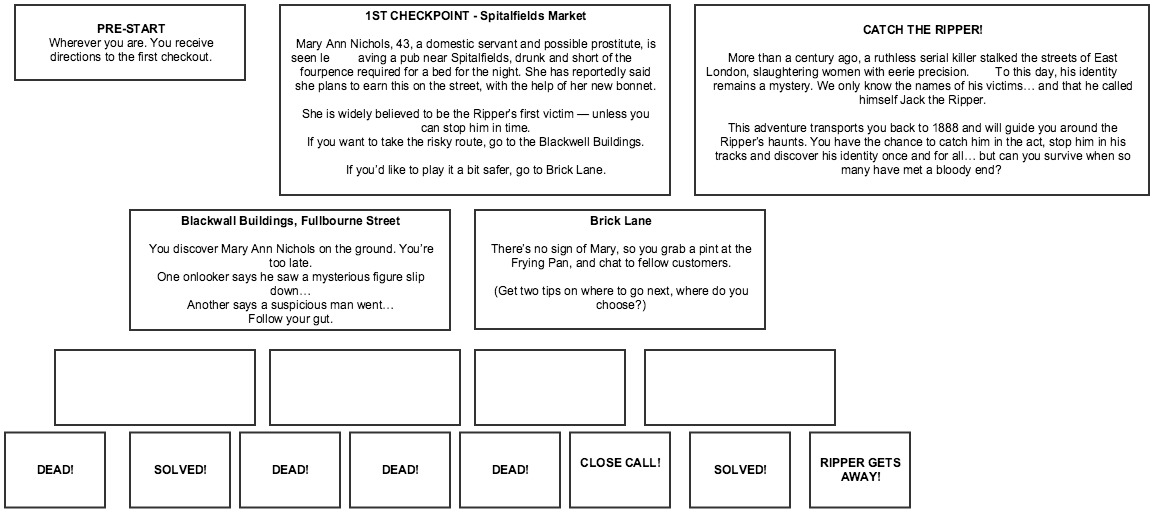 PRE-START
Wherever you are. You receive
directions to the first checkout.
1ST CHECKPOINT - Spitalfields Market
Mary Ann Nichols, 43, a domestic servant and possible prostitute, is
seen le aving a pub near Spitalfields, drunk and short of the
fourpence required for a bed for the night. She has reportedly said
she plans to earn this on the street, with the help of her new bonnet.
She is widely believed to be the Ripper's first victim — unless you
can stop him in time.
If you want to take the risky route, go to the Blackwell Buildings.
If you'd like to play it a bit safer, go to Brick Lane.
CATCH THE RIPPER!
More than a century ago, a ruthless serial killer stalked the streets of East
London, slaughtering women with eerie precision. To this day, his identity
remains a mystery. We only know the names of his victims… and that he called
himself Jack the Ripper.
This adventure transports you back to 1888 and will guide you around the
Ripper's haunts. You have the chance to catch him in the act, stop him in his
tracks and discover his identity once and for all… but can you survive when so
many have met a bloody end?
Blackwall Buildings, Fullbourne Street
You discover Mary Ann Nichols on the ground. You're
too late.
One onlooker says he saw a mysterious figure slip
down…
Another says a suspicious man went…
Follow your gut.
Brick Lane
There's no sign of Mary, so you grab a pint at the
Frying Pan, and chat to fellow customers.
(Get two tips on where to go next, where do you
choose?)
DEAD!
SOLVED!
DEAD!
DEAD!
DEAD!
CLOSE CALL!
SOLVED!
RIPPER GETS
AWAY!